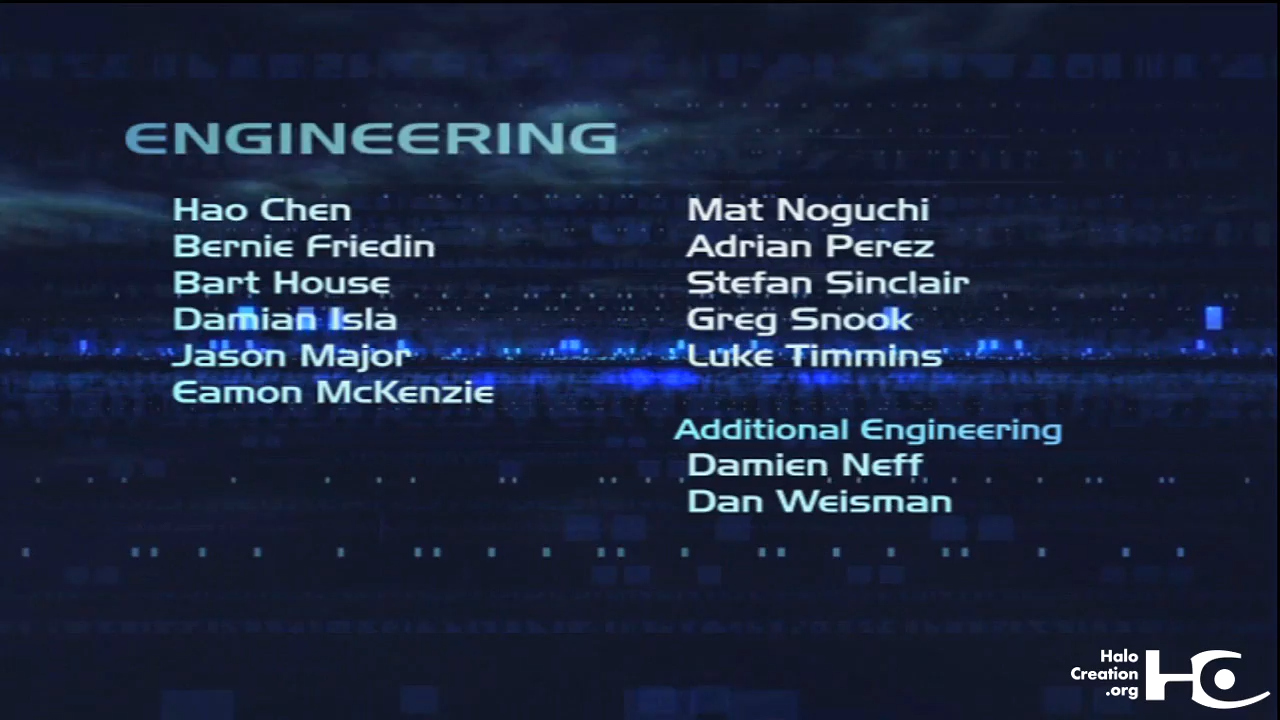 ENGINEERING
Hao Chen
Bernie Friedin
Bart House
Damian Isla
Jason Major
Eamon McKenzie
Mat Noguchi
Adrian Perez
Stefan Sinclair
Greg Snook
Luke Timmins
Additional Engineering
Damien Neff
Dan Weisman
Halo
Creation
.org
HC